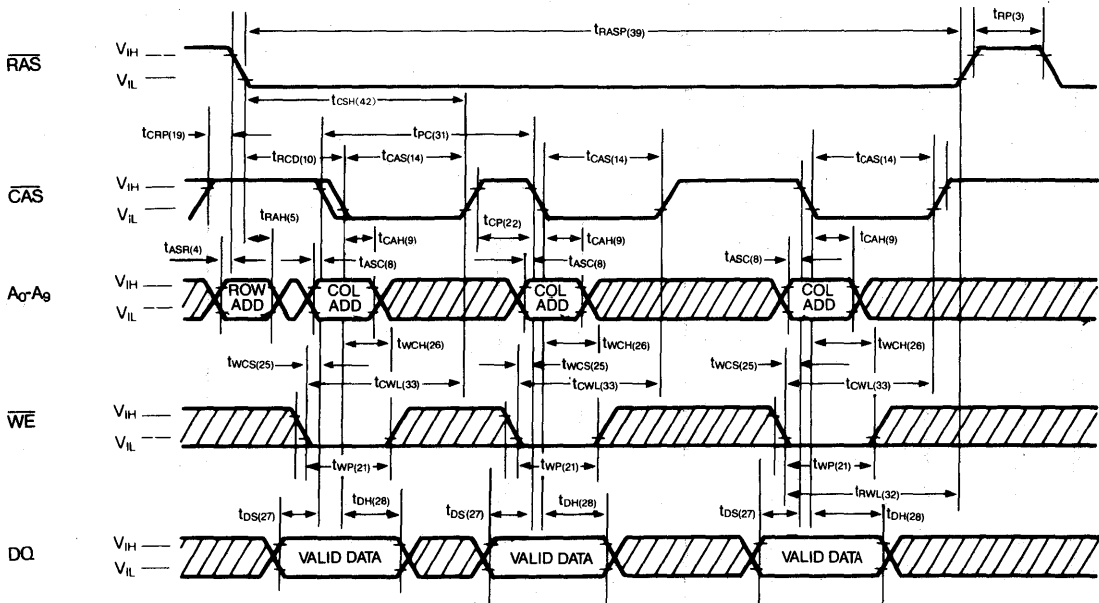 tRASP(39) tRP(3)
RAS VIH
VIL
tCSH(42)
tCRP(19) tPC(31)
tRCD(10) tCAS(14) tCAS(14) tCAS(14)
CAS VIH
VIL
tRAH(5) tCP(22)
tCAH(9) tCAH(9) tCAH(9)
tASR(4) tASC(8) tASC(8) tASC(8)
A0-A9 VIH
VIL
ROW ADD COL ADD COL ADD COL ADD
tWCH(26) tWCH(26) tWCH(26)
tWCS(25) tWCS(25) tWCS(25)
tCWL(33) tCWL(33) tCWL(33)
WE VIH
VIL
tWP(21) tWP(21) tWP(21)
tRWL(32)
tDS(27) tDH(28) tDS(27) tDH(28) tDS(27) tDH(28)
DQ VIH
VIL
VALID DATA VALID DATA VALID DATA